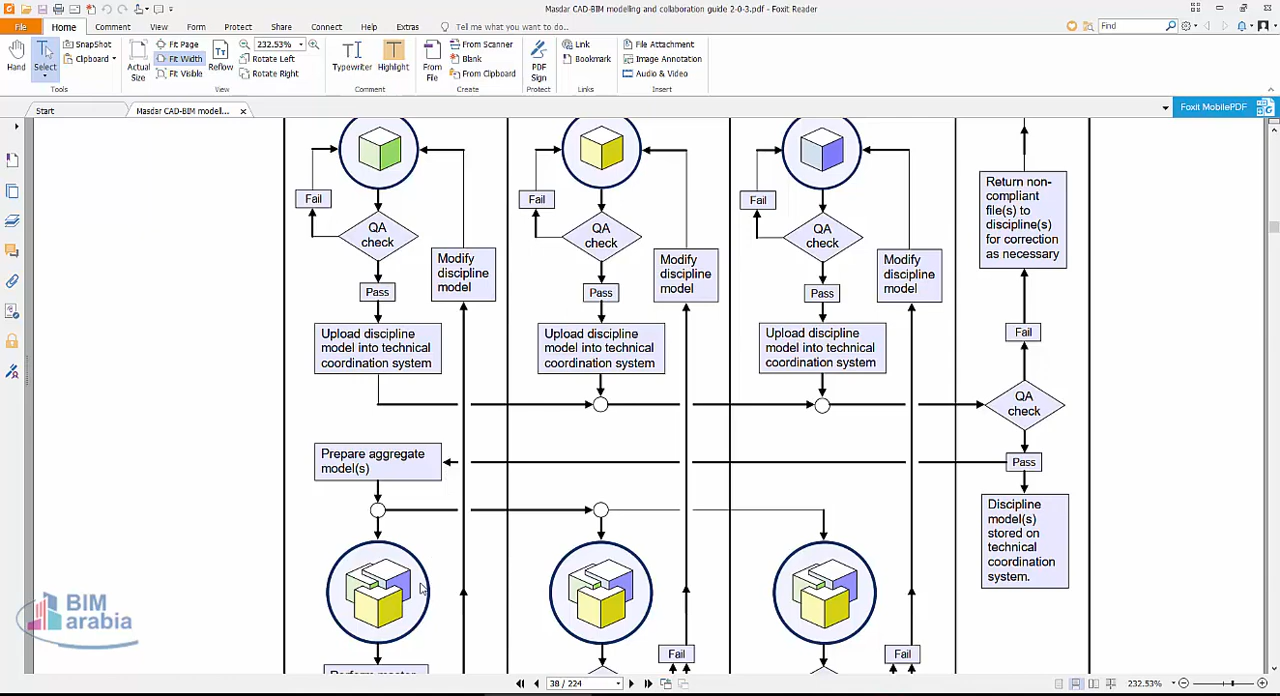 Masdar CAD-BIM modeling and collaboration guide 2-0-3.pdf - Foxit Reader
File Home Comment View Form Protect Share Connect Help Extras Tell me what you want to do... Find
Hand
Select
SnapShot
Clipboard
Tools
Actual
Size
Fit Page
Fit Width
Fit Visible
Reflow
232.53%
Rotate Left
Rotate Right
View
Typewriter
Highlight
Comment
From
File
From Scanner
Blank
From Clipboard
Create
PDF
Sign
Protect
Link
Bookmark
Links
File Attachment
Image Annotation
Audio & Video
Insert
Start
Masdar CAD-BIM modell...
Foxit MobilePDF
Fail
QA
check
Modify
discipline
model
Pass
Upload discipline
model into technical
coordination system
Fail
QA
check
Modify
discipline
model
Pass
Upload discipline
model into technical
coordination system
Fail
QA
check
Modify
discipline
model
Pass
Upload discipline
model into technical
coordination system
Return non-
compliant
file(s) to
discipline(s)
for correction
as necessary
Fail
QA
check
Pass
Discipline
model(s)
stored on
technical
coordination
system.
Prepare aggregate
model(s)
Fail
Fail
BIM
arabia
38 / 224
232.53%